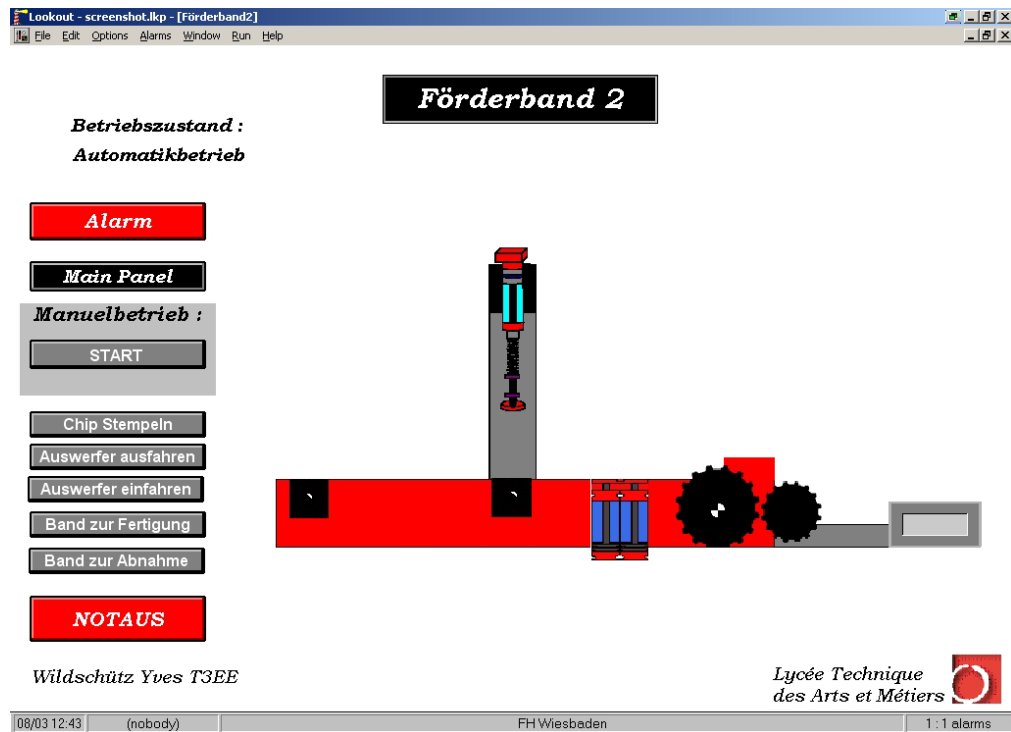 Lookout - screenshot.lkp - [Förderband2]
File Edit Options Alarms Window Run Help
Förderband 2
Betriebszustand :
Automatikbetrieb
Alarm
Main Panel
Manuelbetrieb :
START
Chip Stempeln
Auswerfer ausfahren
Auswerfer einfahren
Band zur Fertigung
Band zur Abnahme
NOTAUS
Wildschütz Yves T3EE
Lycée Technique
des Arts et Métiers
08/03 12:43 (nobody) FH Wiesbaden 1 : 1 alarms